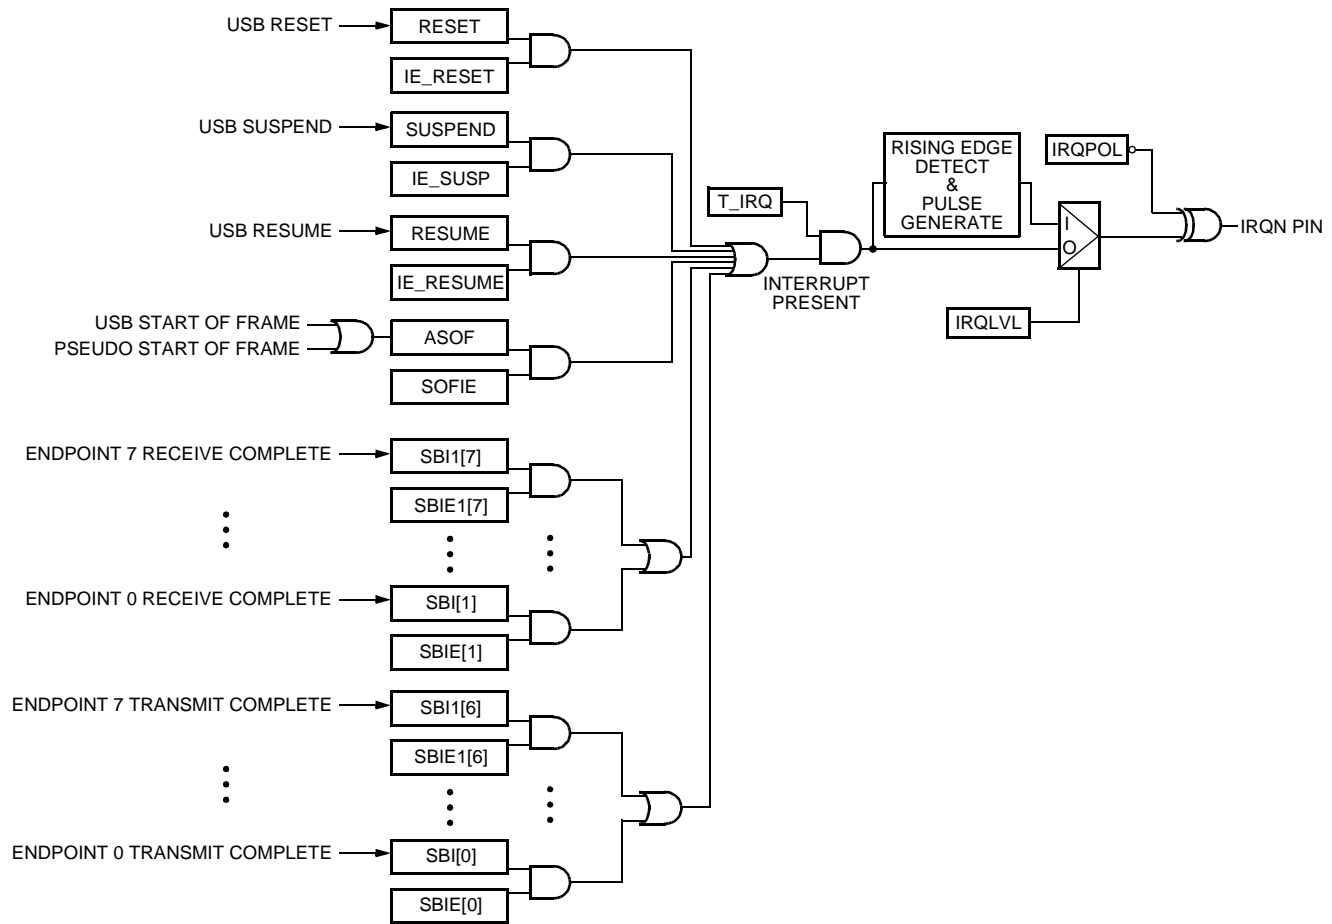 USB RESET
RESET
IE_RESET
USB SUSPEND
SUSPEND
IE_SUSP
USB RESUME
RESUME
IE_RESUME
USB START OF FRAME
PSEUDO START OF FRAME
ASOF
SOFIE
ENDPOINT 7 RECEIVE COMPLETE
SBI1[7]
SBIE1[7]
ENDPOINT 0 RECEIVE COMPLETE
SBI[1]
SBIE[1]
ENDPOINT 7 TRANSMIT COMPLETE
SBI1[6]
SBIE1[6]
ENDPOINT 0 TRANSMIT COMPLETE
SBI[0]
SBIE[0]
T_IRQ
INTERRUPT
PRESENT
RISING EDGE
DETECT
&
PULSE
GENERATE
IRQPOL
I
O
IRQLVL
IRQN PIN